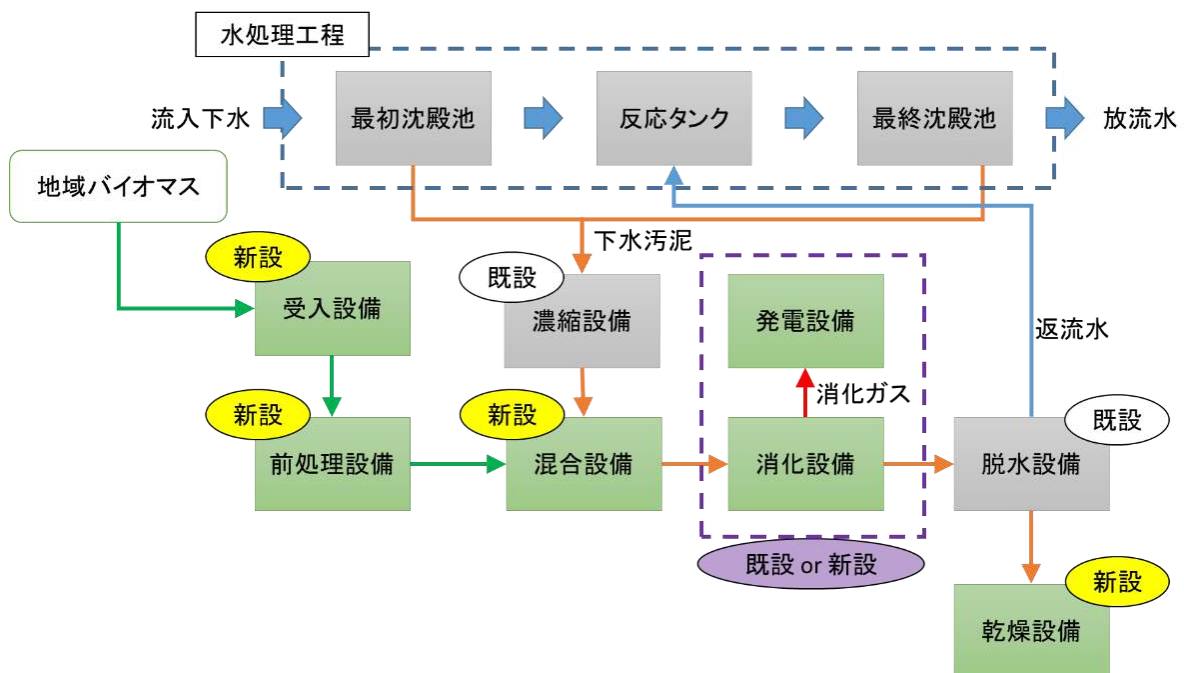 水処理工程
流入下水
最初沈殿池
反応タンク
最終沈殿池
放流水
地域バイオマス
下水汚泥
新設
受入設備
既設
濃縮設備
発電設備
返流水
消化ガス
新設
前処理設備
新設
混合設備
消化設備
既設
脱水設備
既設 or 新設
新設
乾燥設備